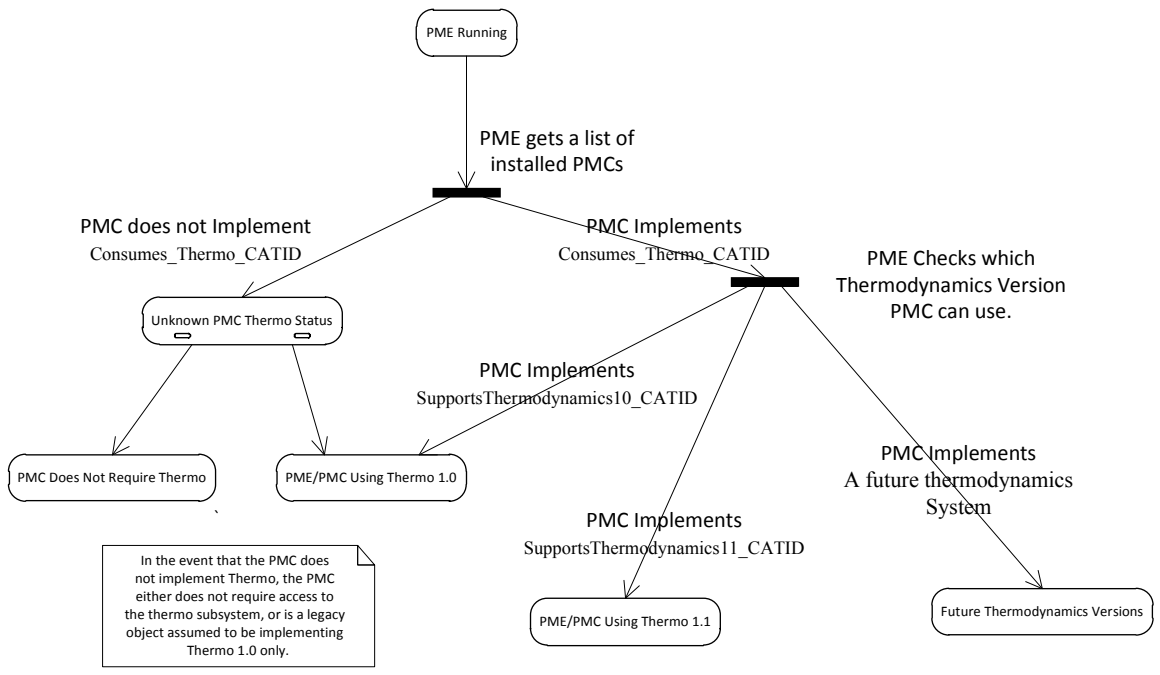 PME Running
PME gets a list of
installed PMCs
PMC does not Implement
Consumes_Thermo_CATID
PMC Implements
Consumes_Thermo_CATID
PME Checks which
Thermodynamics Version
PMC can use.
Unknown PMC Thermo Status
PMC Implements
SupportsThermodynamics10_CATID
PMC Does Not Require Thermo
PME/PMC Using Thermo 1.0
PMC Implements
A future thermodynamics
System
PMC Implements
SupportsThermodynamics11_CATID
In the event that the PMC does
not implement Thermo, the PMC
either does not require access to
the thermo subsystem, or is a legacy
object assumed to be implementing
Thermo 1.0 only.
PME/PMC Using Thermo 1.1
Future Thermodynamics Versions